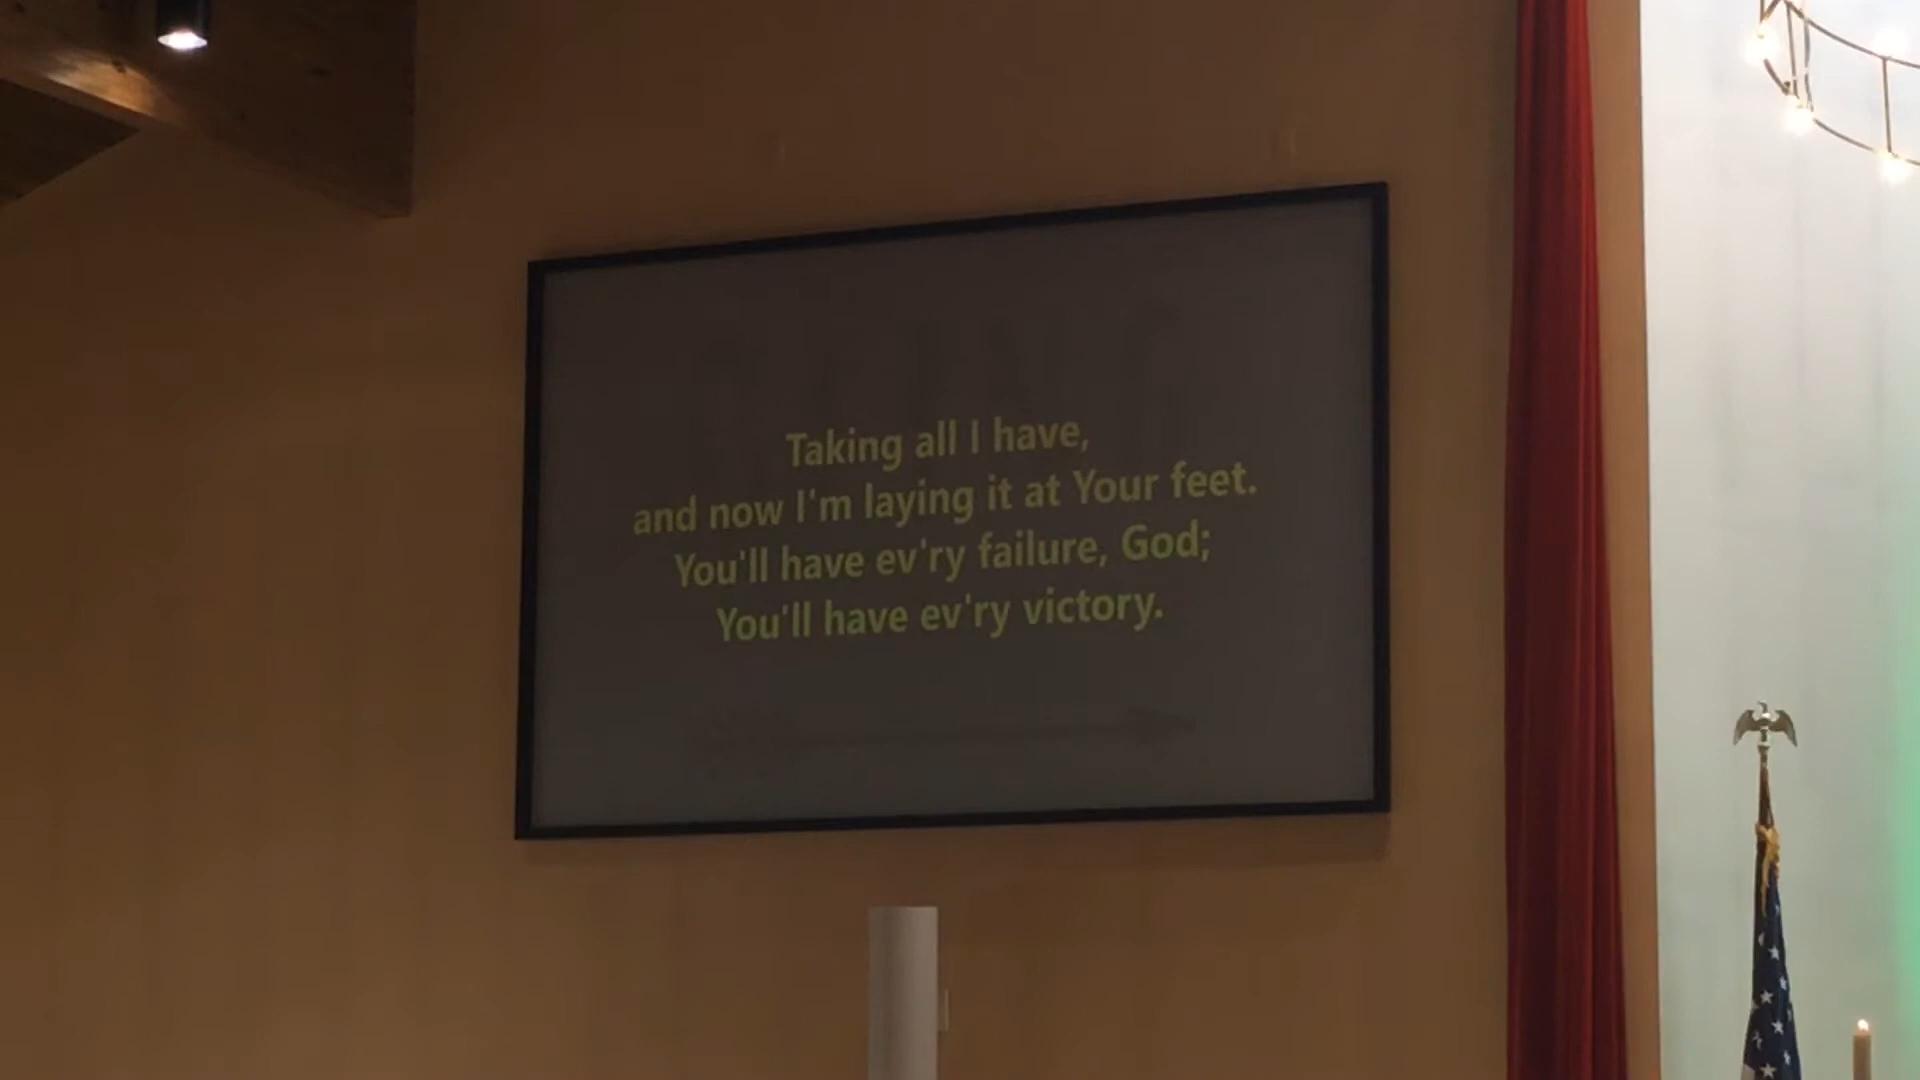 Taking all I have,
and now I'm laying it at Your feet.
You'll have ev'ry failure, God;
You'll have ev'ry victory.